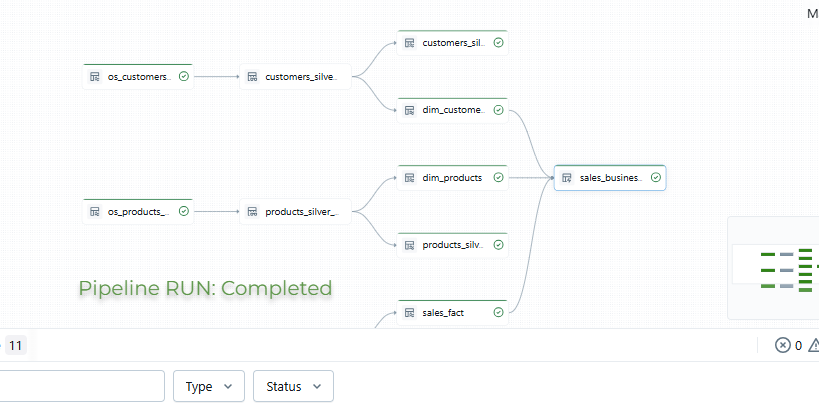 M
customers_sil..
os_customers..
customers_silve..
dim_custome..
dim_products
sales_busines..
os_products_..
products_silver_..
products_silv..
Pipeline RUN: Completed
sales_fact
11
0
Type
Status